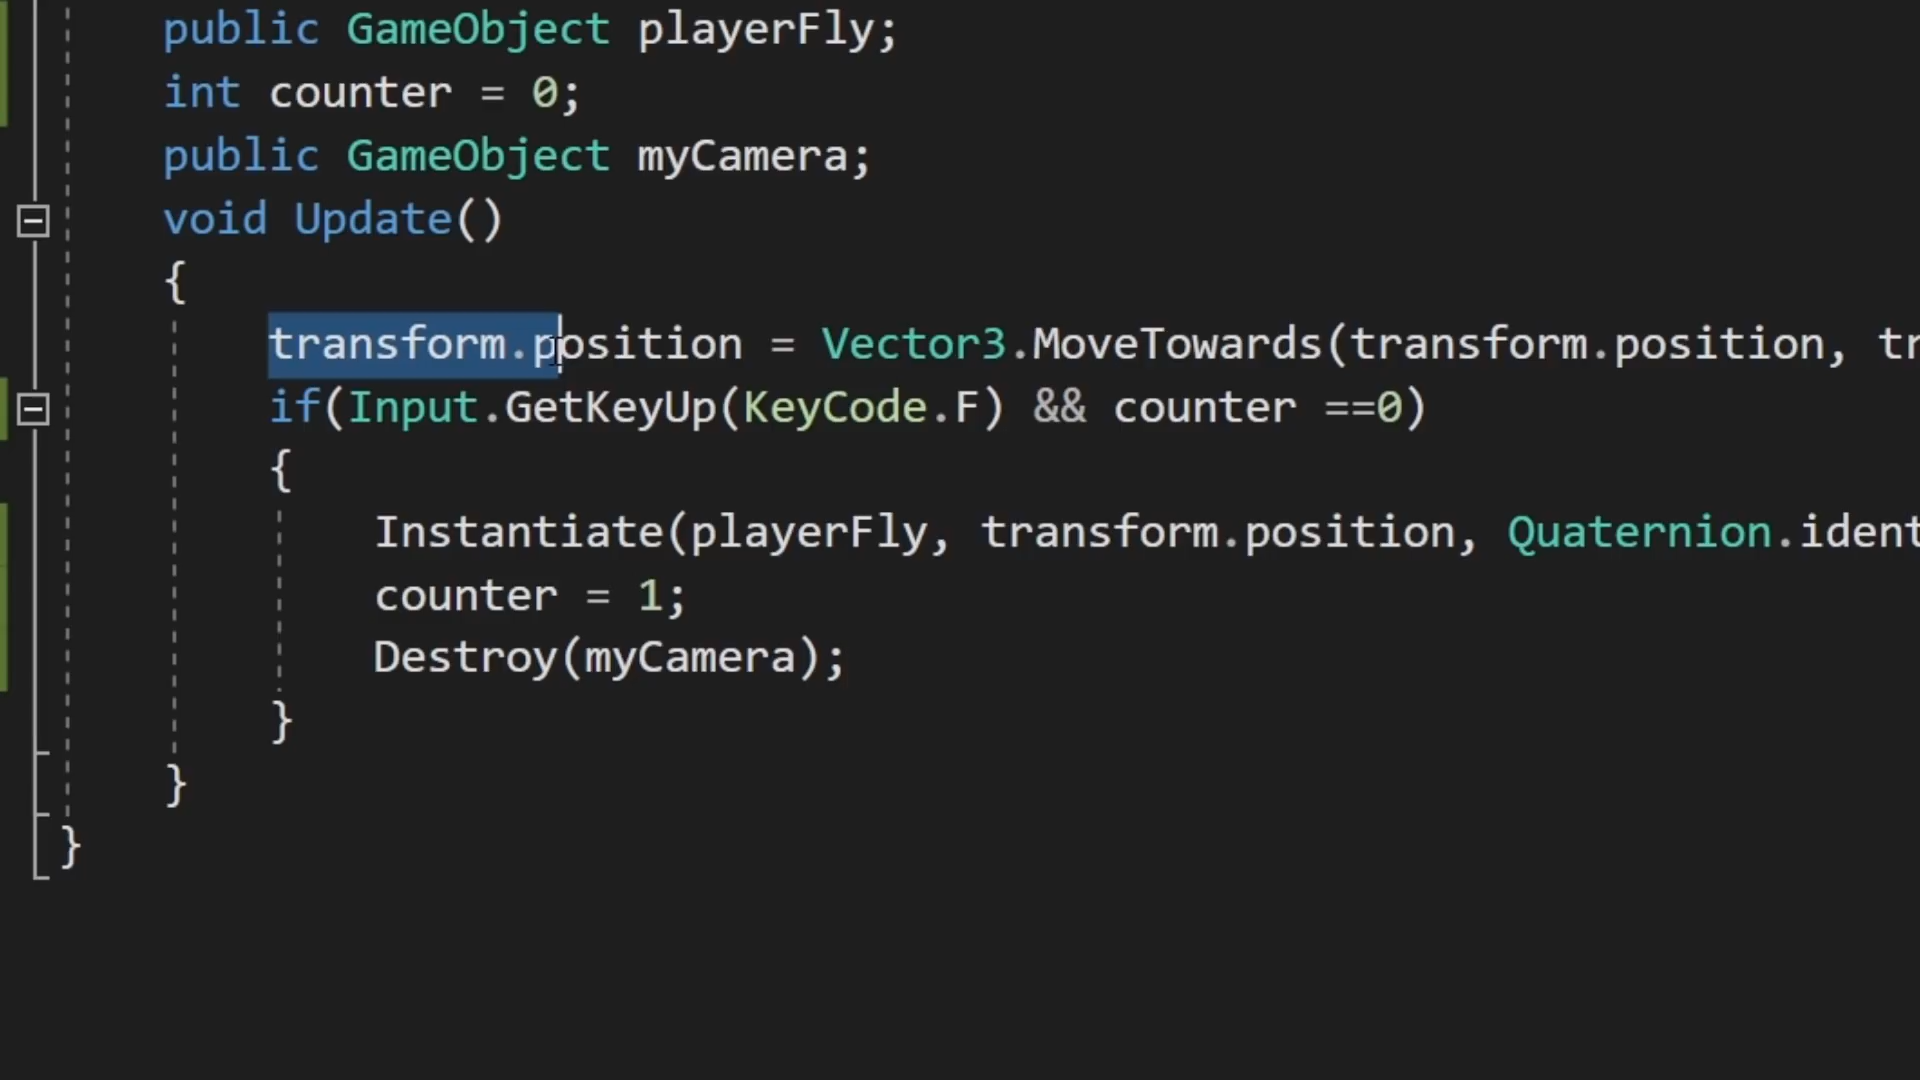 public GameObject playerFly;
int counter = 0;
public GameObject myCamera;
void Update()
{
transform.position = Vector3.MoveTowards(transform.position, tr
if(Input.GetKeyUp(KeyCode.F) && counter ==0)
{
Instantiate(playerFly, transform.position, Quaternion.ident
counter = 1;
Destroy(myCamera);
}
}
}